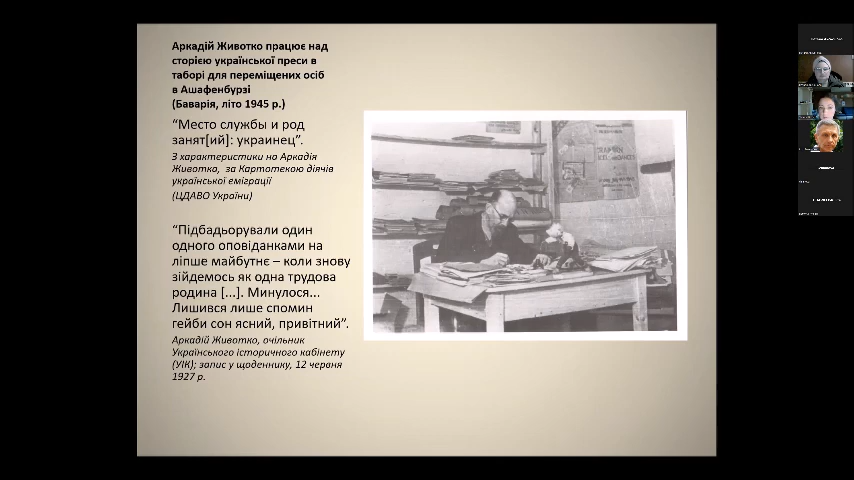 Аркадій Животко працює над
сторією української преси в
таборі для переміщених осіб
в Ашафенбурзі
(Баварія, літо 1945 р.)
“Место службы и род
занят[ий]: украинец”.
З характеристики на Аркадія
Животка, за Картотекою діячів
української еміграції
(ЦДАВО України)
“Підбадьорували один
одного оповіданками на
ліпше майбутнє – коли знову
зійдемось як одна трудова
родина [...]. Минулося...
Лишився лише спомин
гейби сон ясний, привітний”.
Аркадій Животко, очільник
Українського історичного кабінету
(УІК); запис у щоденнику, 12 червня
1927 р.